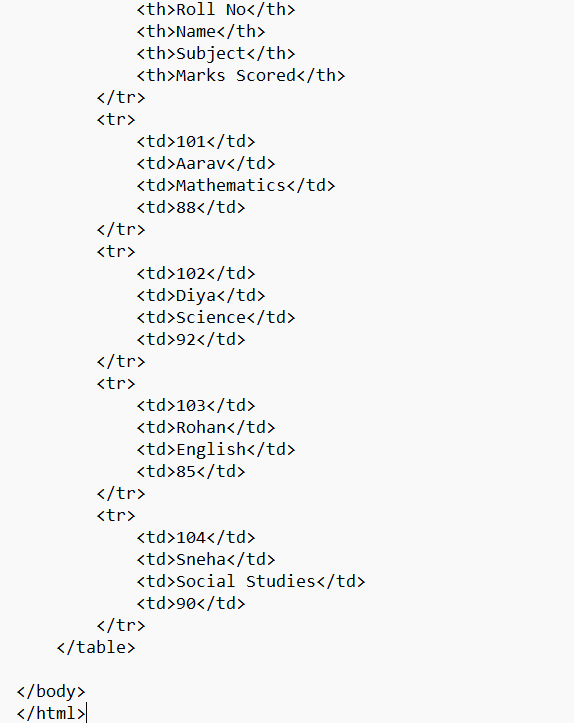 <th>Roll No</th>
<th>Name</th>
<th>Subject</th>
<th>Marks Scored</th>
</tr>
<tr>
<td>101</td>
<td>Aarav</td>
<td>Mathematics</td>
<td>88</td>
</tr>
<tr>
<td>102</td>
<td>Diya</td>
<td>Science</td>
<td>92</td>
</tr>
<tr>
<td>103</td>
<td>Rohan</td>
<td>English</td>
<td>85</td>
</tr>
<tr>
<td>104</td>
<td>Sneha</td>
<td>Social Studies</td>
<td>90</td>
</tr>
</table>
</body>
</html>